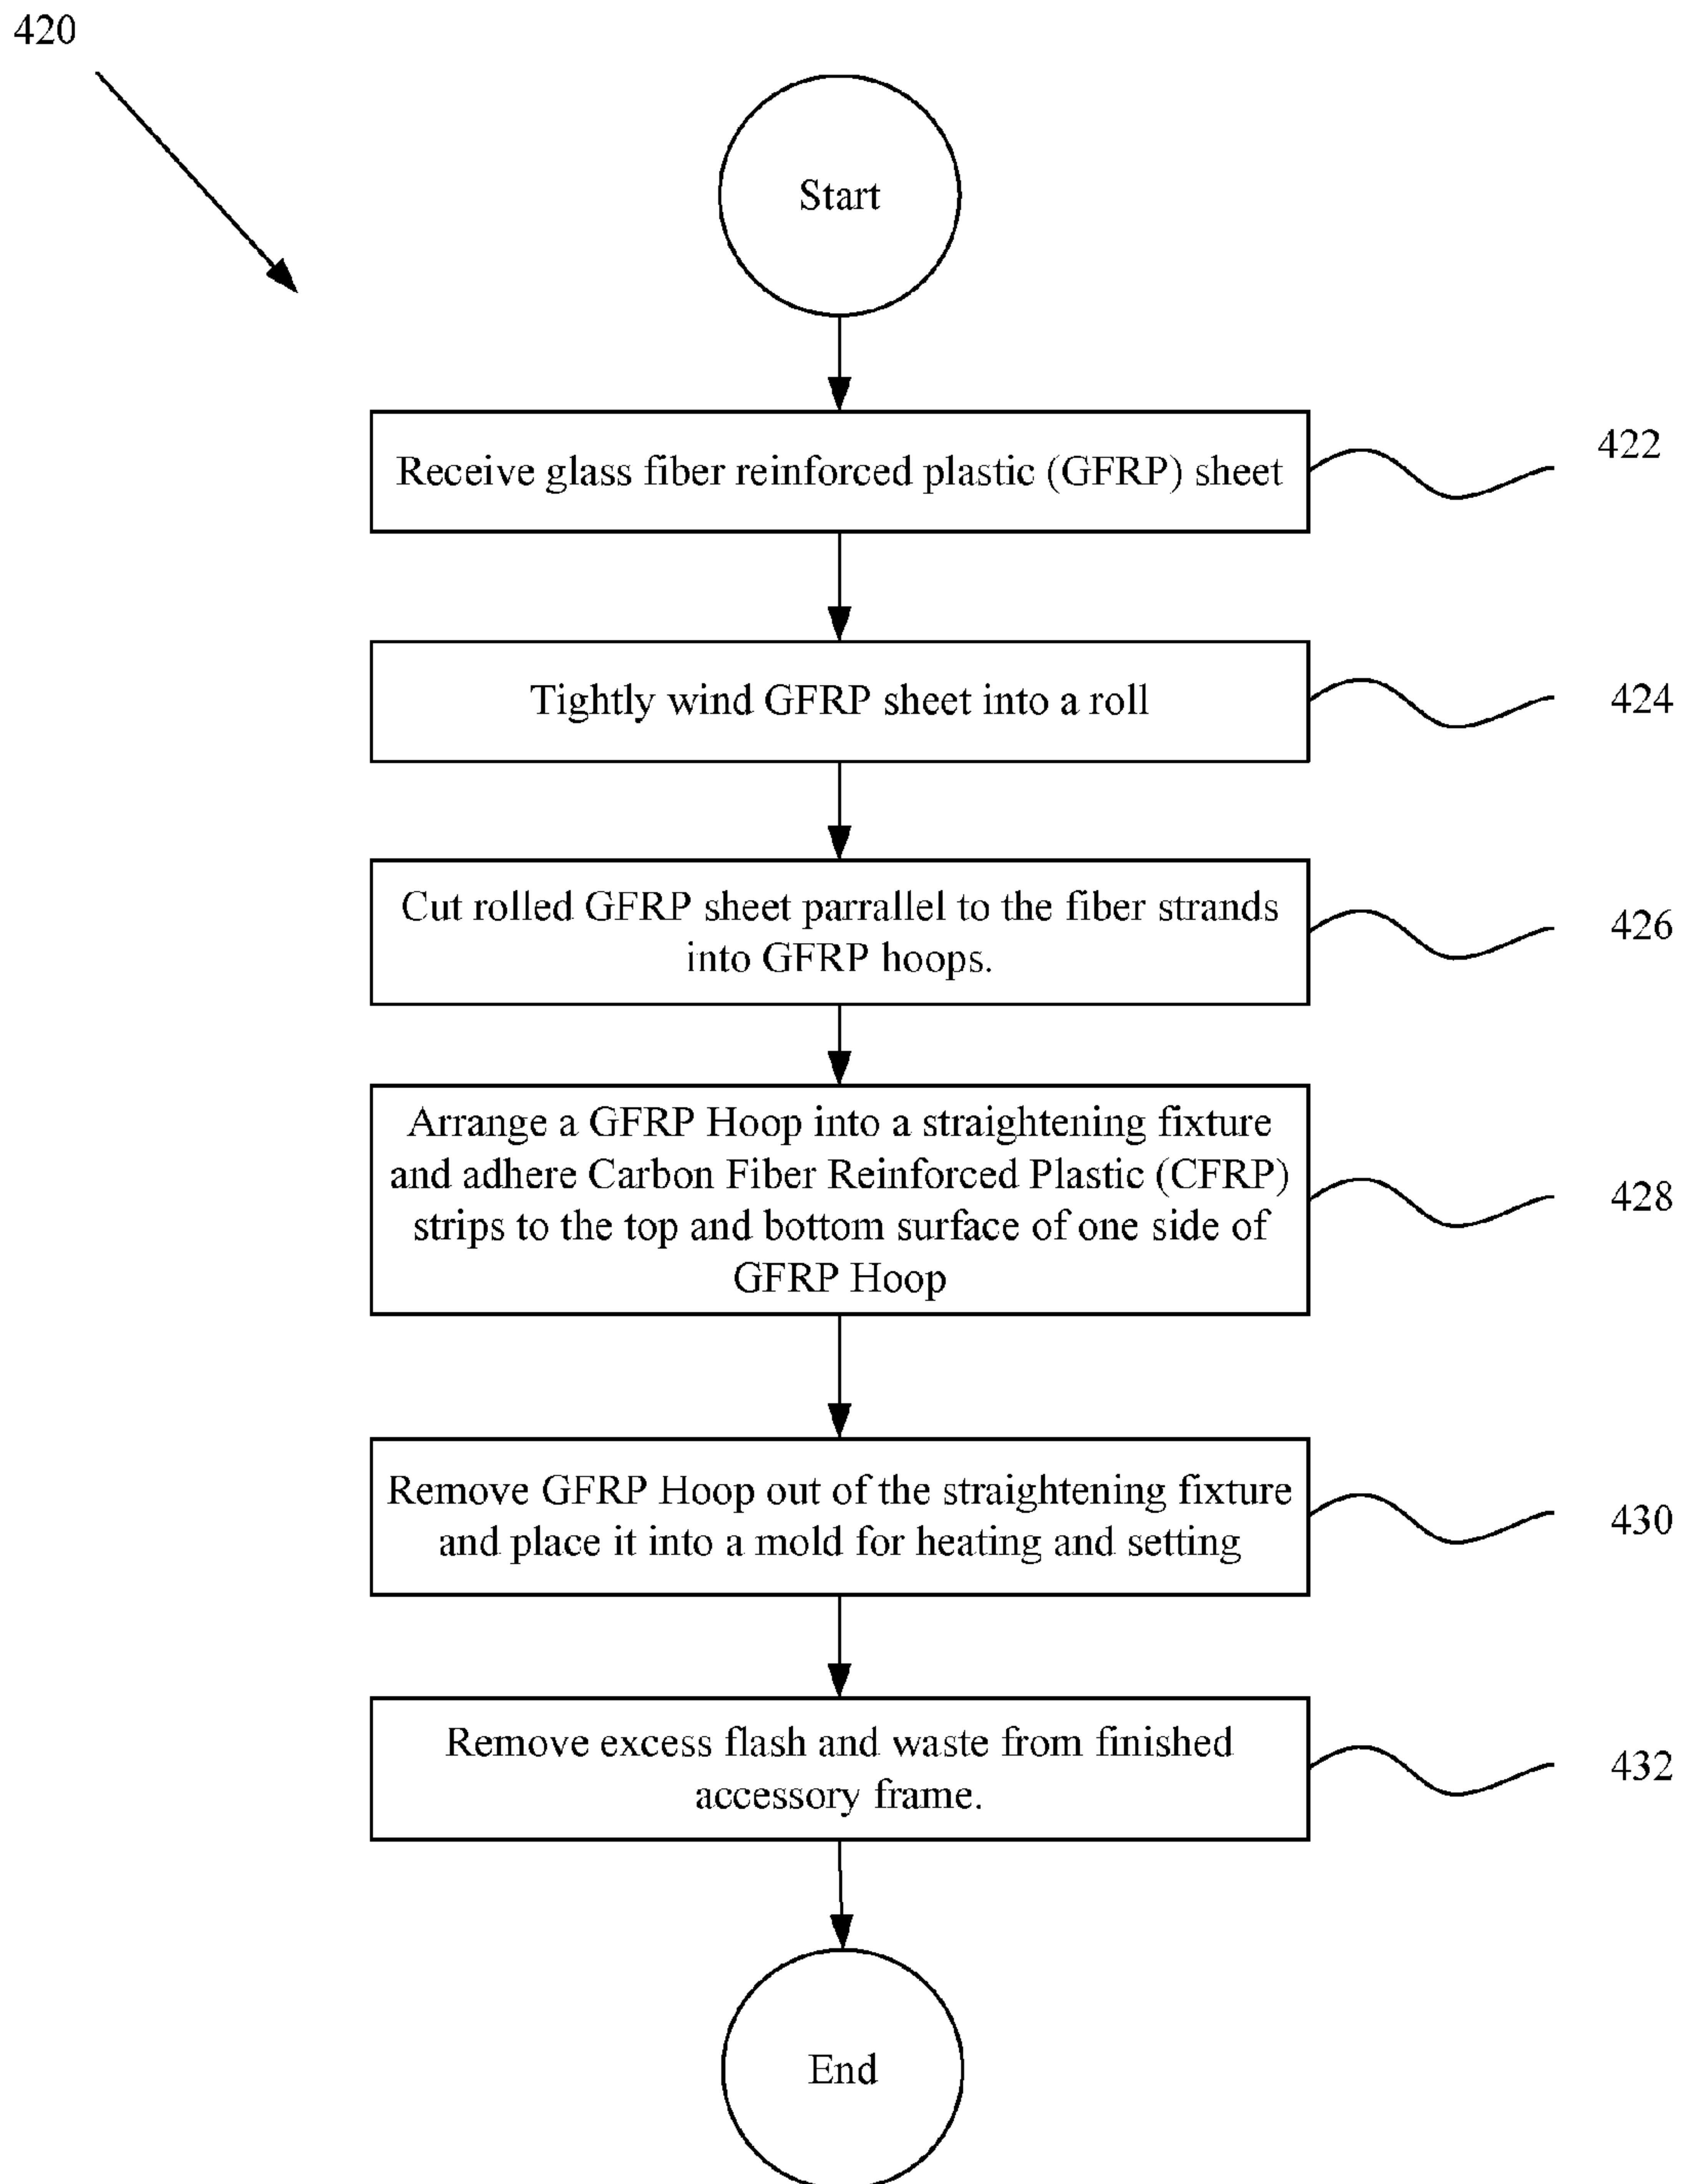 420
Start
Receive glass fiber reinforced plastic (GFRP) sheet
422
Tightly wind GFRP sheet into a roll
424
Cut rolled GFRP sheet parrallel to the fiber strands
into GFRP hoops.
426
Arrange a GFRP Hoop into a straightening fixture
and adhere Carbon Fiber Reinforced Plastic (CFRP)
strips to the top and bottom surface of one side of
GFRP Hoop
428
Remove GFRP Hoop out of the straightening fixture
and place it into a mold for heating and setting
430
Remove excess flash and waste from finished
accessory frame.
432
End